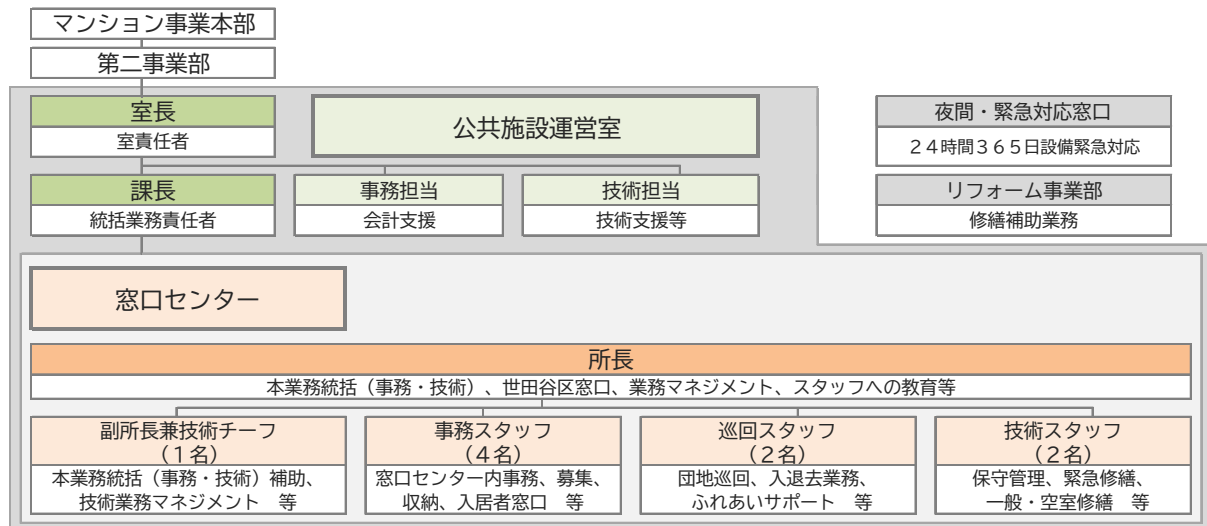 マンション事業本部
第二事業部
室長
室責任者
公共施設運営室
夜間・緊急対応窓口
２４時間３６５日設備緊急対応
課長
統括業務責任者
事務担当
会計支援
技術担当
技術支援等
リフォーム事業部
修繕補助業務
窓口センター
所長
本業務統括（事務・技術）、世田谷区窓口、業務マネジメント、スタッフへの教育等
副所長兼技術チーフ
（１名）
本業務統括（事務・技術）補助、
技術業務マネジメント　等
事務スタッフ
（４名）
窓口センター内事務、募集、
収納、入居者窓口　等
巡回スタッフ
（２名）
団地巡回、入退去業務、
ふれあいサポート　等
技術スタッフ
（２名）
保守管理、緊急修繕、
一般・空室修繕　等